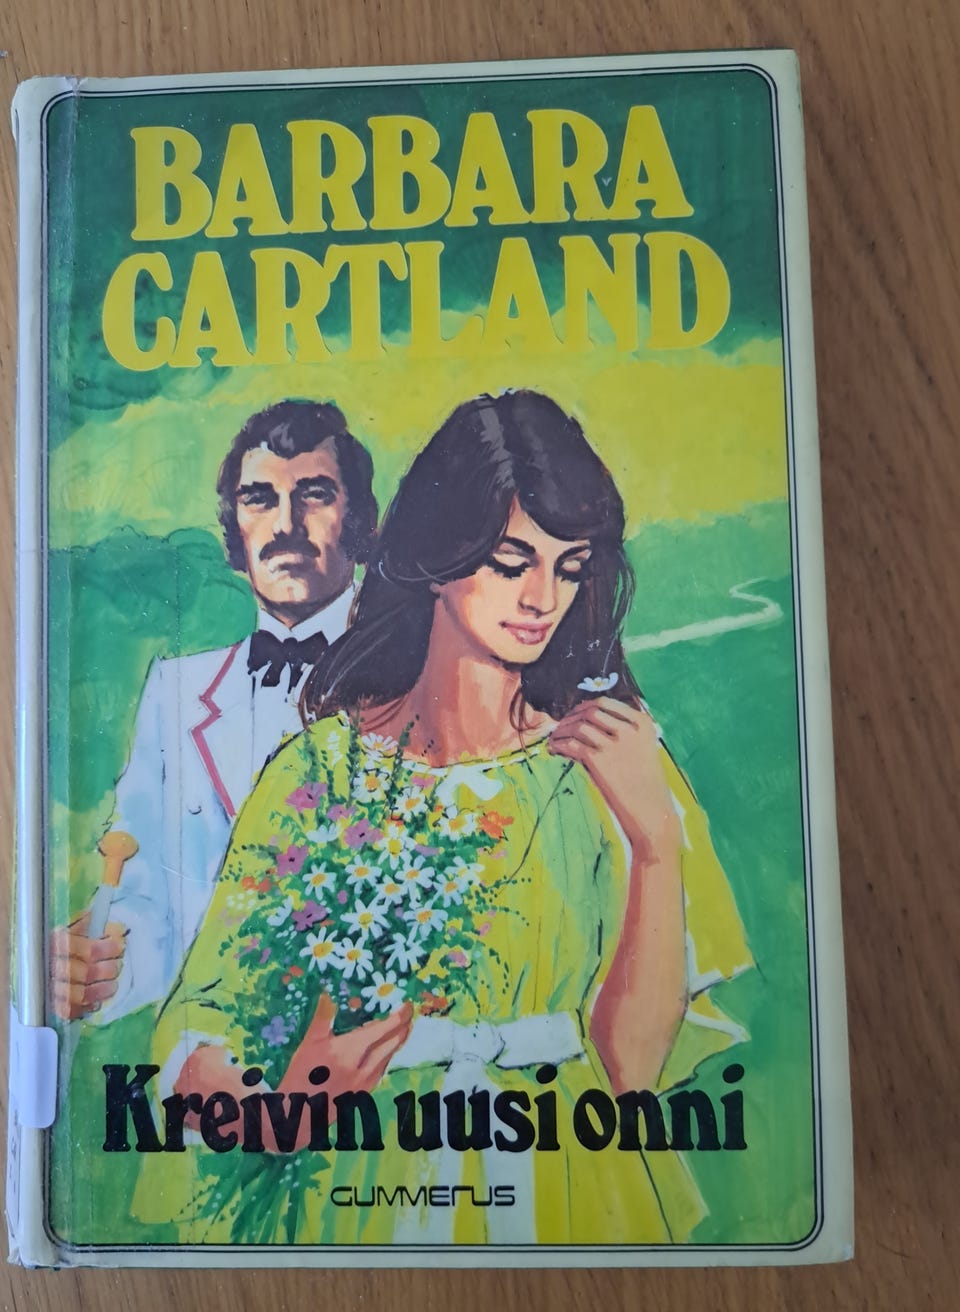 BARBARA
CARTLAND
Kreivin uusi onni
GUMMERUS